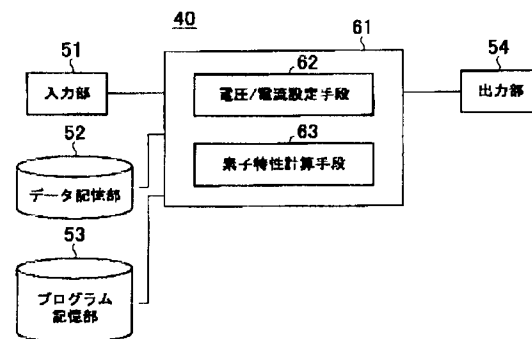 40
51
入力部
52
データ記憶部
53
プログラム
記憶部
61
62
電圧/電流設定手段
63
素子特性計算手段
54
出力部